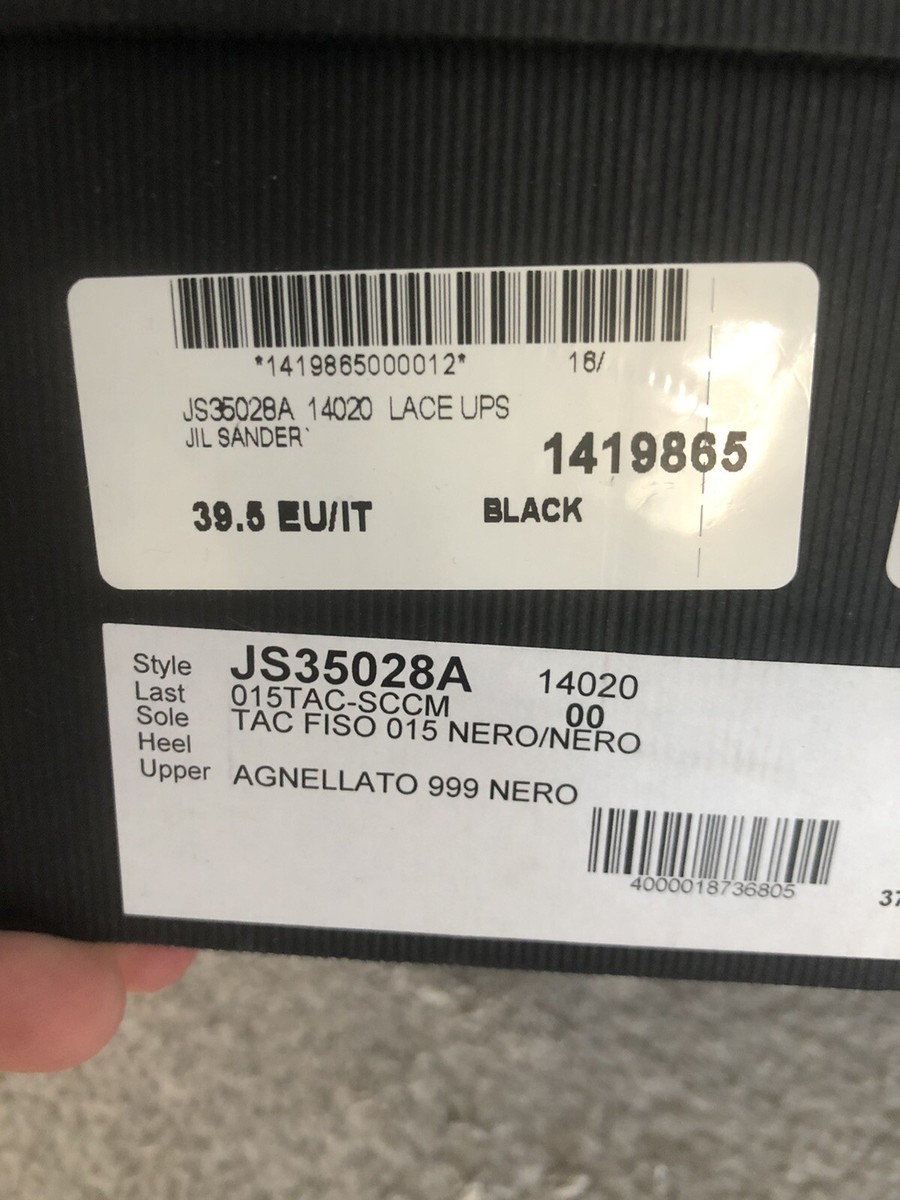 *1419865000012* 16/
JS35028A 14020 LACE UPS
JIL SANDER
1419865
39.5 EU/IT BLACK
Style JS35028A 14020
Last 015TAC-SCCM 00
Sole TAC FISO 015 NERO/NERO
Heel
Upper AGNELLATO 999 NERO
4000018736805
37